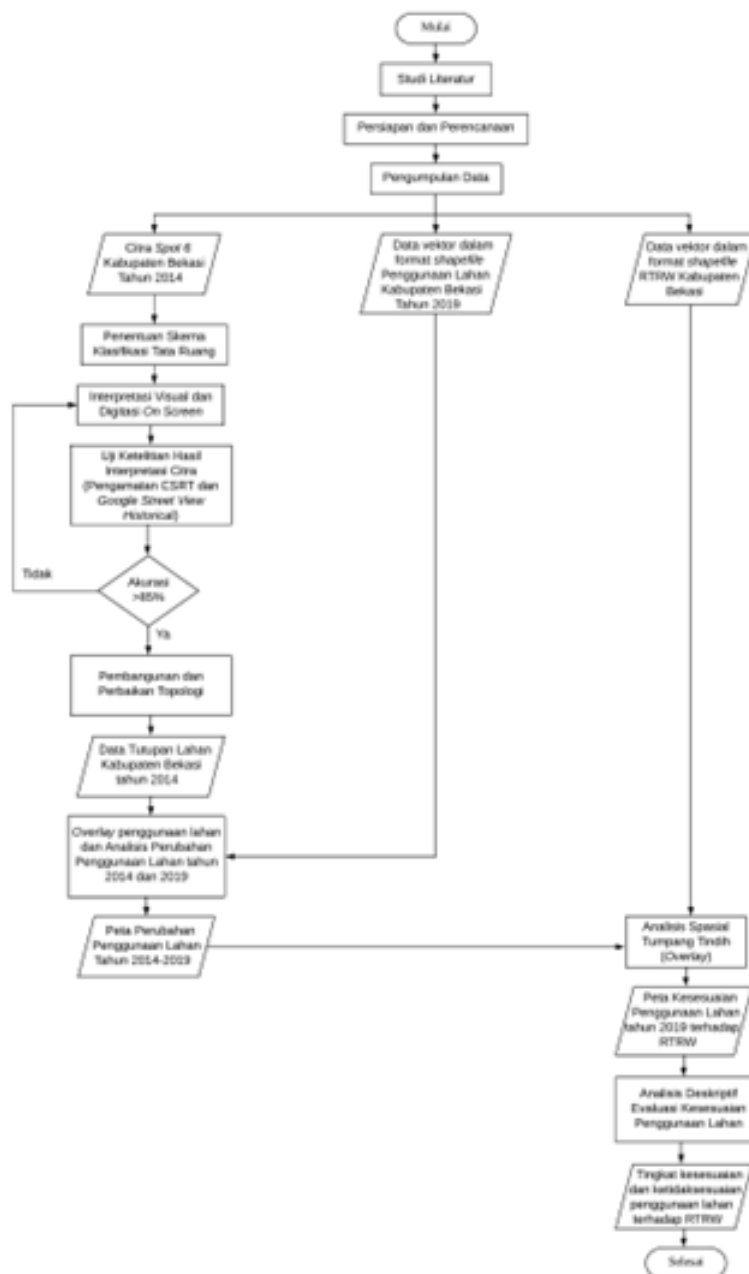 Mulai
Studi Literatur
Persiapan dan Perencanaan
Pengumpulan Data
Citra Spot 6
Kabupaten Bekasi
Tahun 2014
Data vektor dalam
format shapefile
Penggunaan Lahan
Kabupaten Bekasi
Tahun 2019
Data vektor dalam
format shapefile
RTRW Kabupaten
Bekasi
Penentuan Skema
Klasifikasi Tata Ruang
Interpretasi Visual dan
Digitasi On Screen
Uji Ketelitian Hasil
Interpretasi Citra
(Pengamatan CSRT dan
Google Street View
Historical)
Tidak
Akurasi
>85%
Ya
Pembangunan dan
Perbaikan Topologi
Data Tutupan Lahan
Kabupaten Bekasi
tahun 2014
Overlay penggunaan lahan
dan Analisis Perubahan
Penggunaan Lahan tahun
2014 dan 2019
Peta Perubahan
Penggunaan Lahan
Tahun 2014-2019
Analisis Spasial
Tumpang Tindih
(Overlay)
Peta Kesesuaian
Penggunaan Lahan
tahun 2019 terhadap
RTRW
Analisis Deskriptif
Evaluasi Kesesuaian
Penggunaan Lahan
Tingkat kesesuaian
dan ketidaksesuaian
penggunaan lahan
terhadap RTRW
Selesai